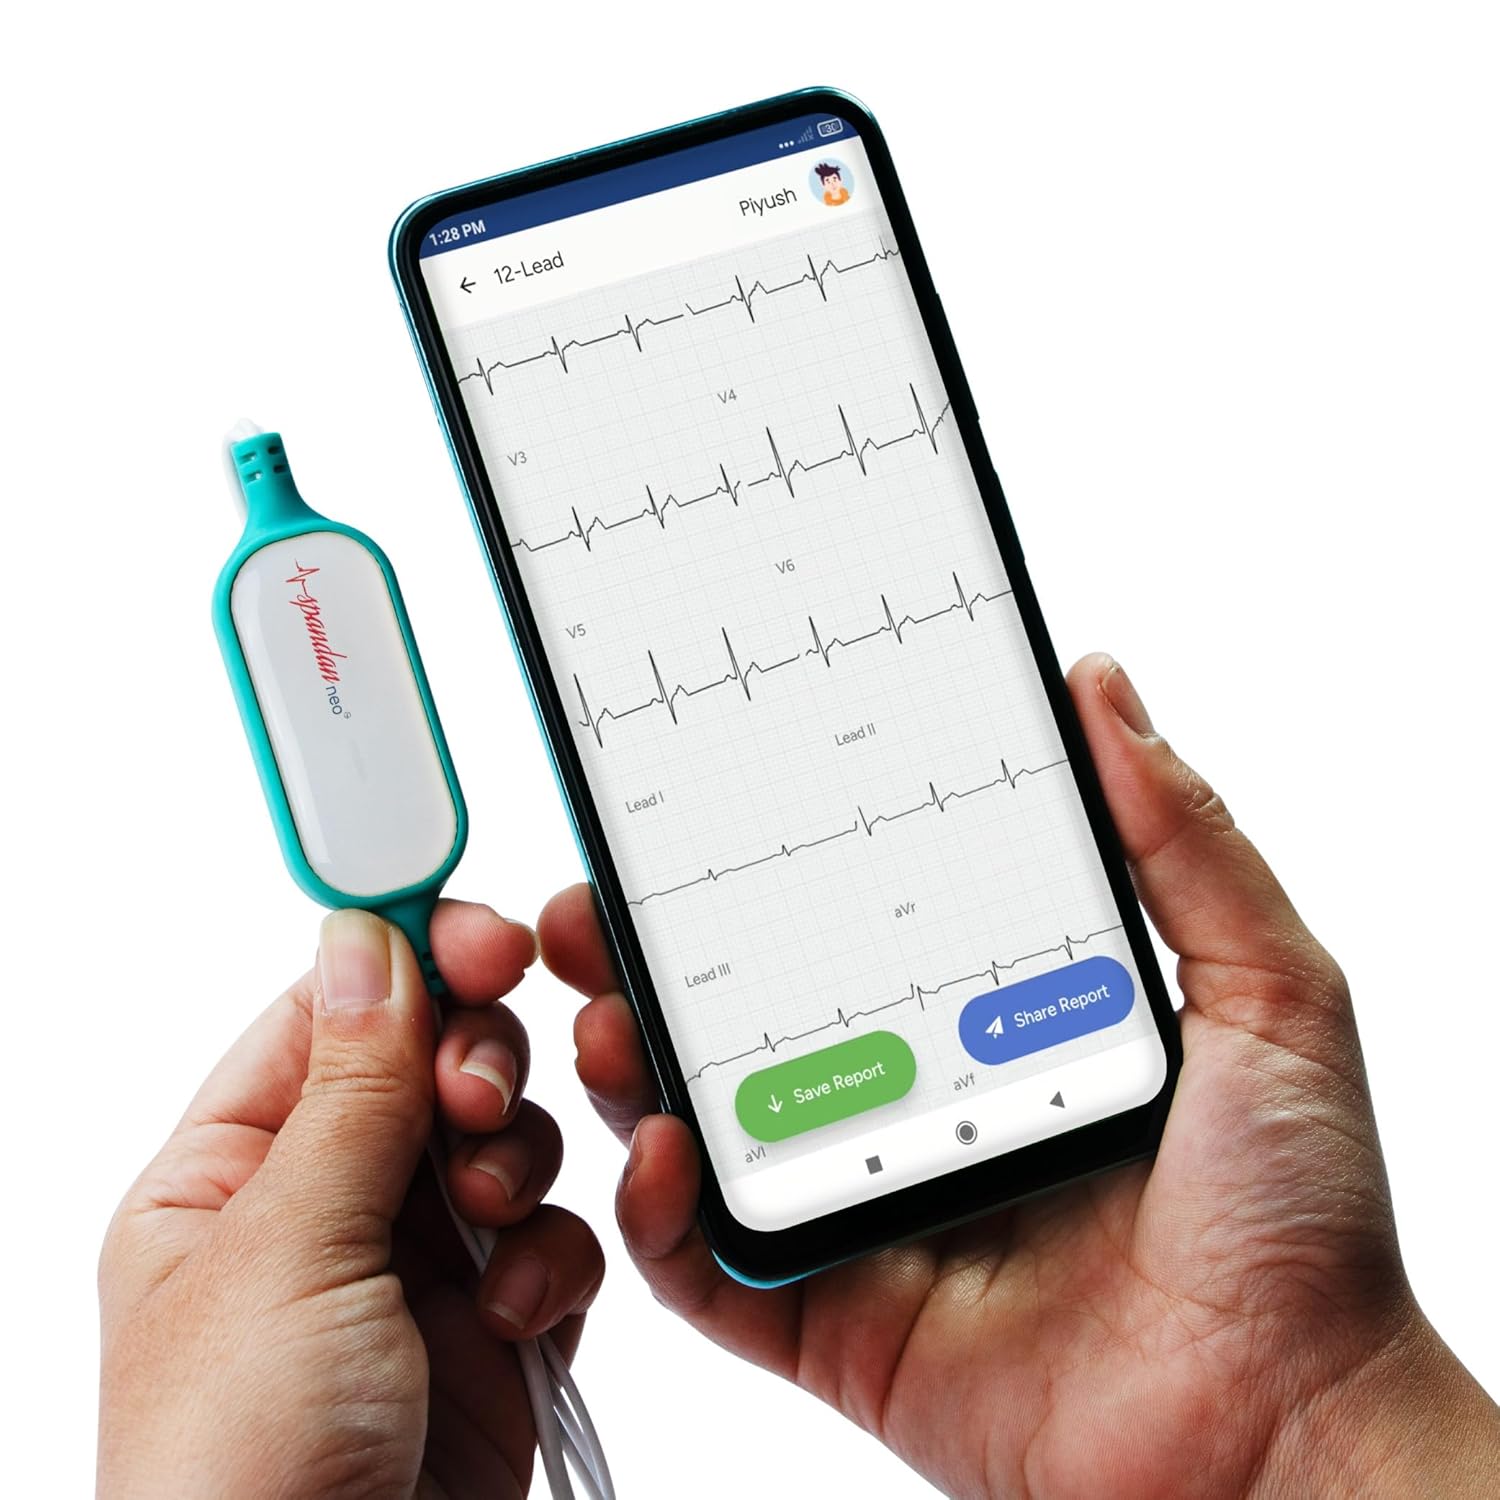 1:28 PM
30
12-Lead
Piyush
V3
V4
V5
V6
Lead I
Lead II
Lead III
aVr
Save Report
Share Report
aVl
aVf
spandan neo